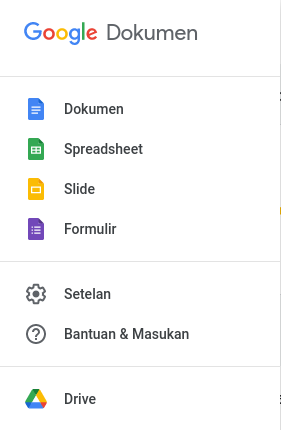 Google Dokumen
Dokumen
Spreadsheet
Slide
Formulir
Setelan
Bantuan & Masukan
Drive